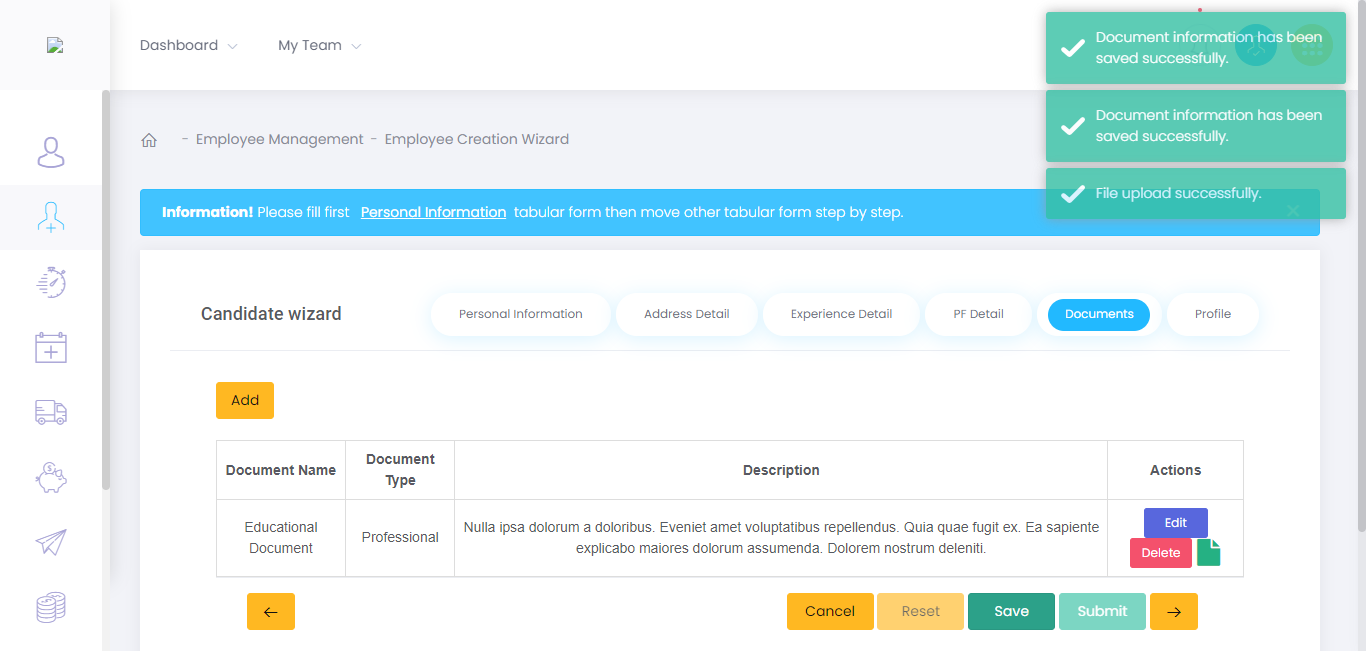 Dashboard
My Team
Document information has been
saved successfully.
Document information has been
saved successfully.
File upload successfully.
- Employee Management - Employee Creation Wizard
Information! Please fill first Personal Information tabular form then move other tabular form step by step.
Candidate wizard
Personal Information
Address Detail
Experience Detail
PF Detail
Documents
Profile
Add
Document Name
Document
Type
Description
Actions
Educational
Document
Professional
Nulla ipsa dolorum a doloribus. Eveniet amet voluptatibus repellendus. Quia quae fugit ex. Ea sapiente
explicabo maiores dolorum assumenda. Dolorem nostrum deleniti.
Edit
Delete
Cancel
Reset
Save
Submit